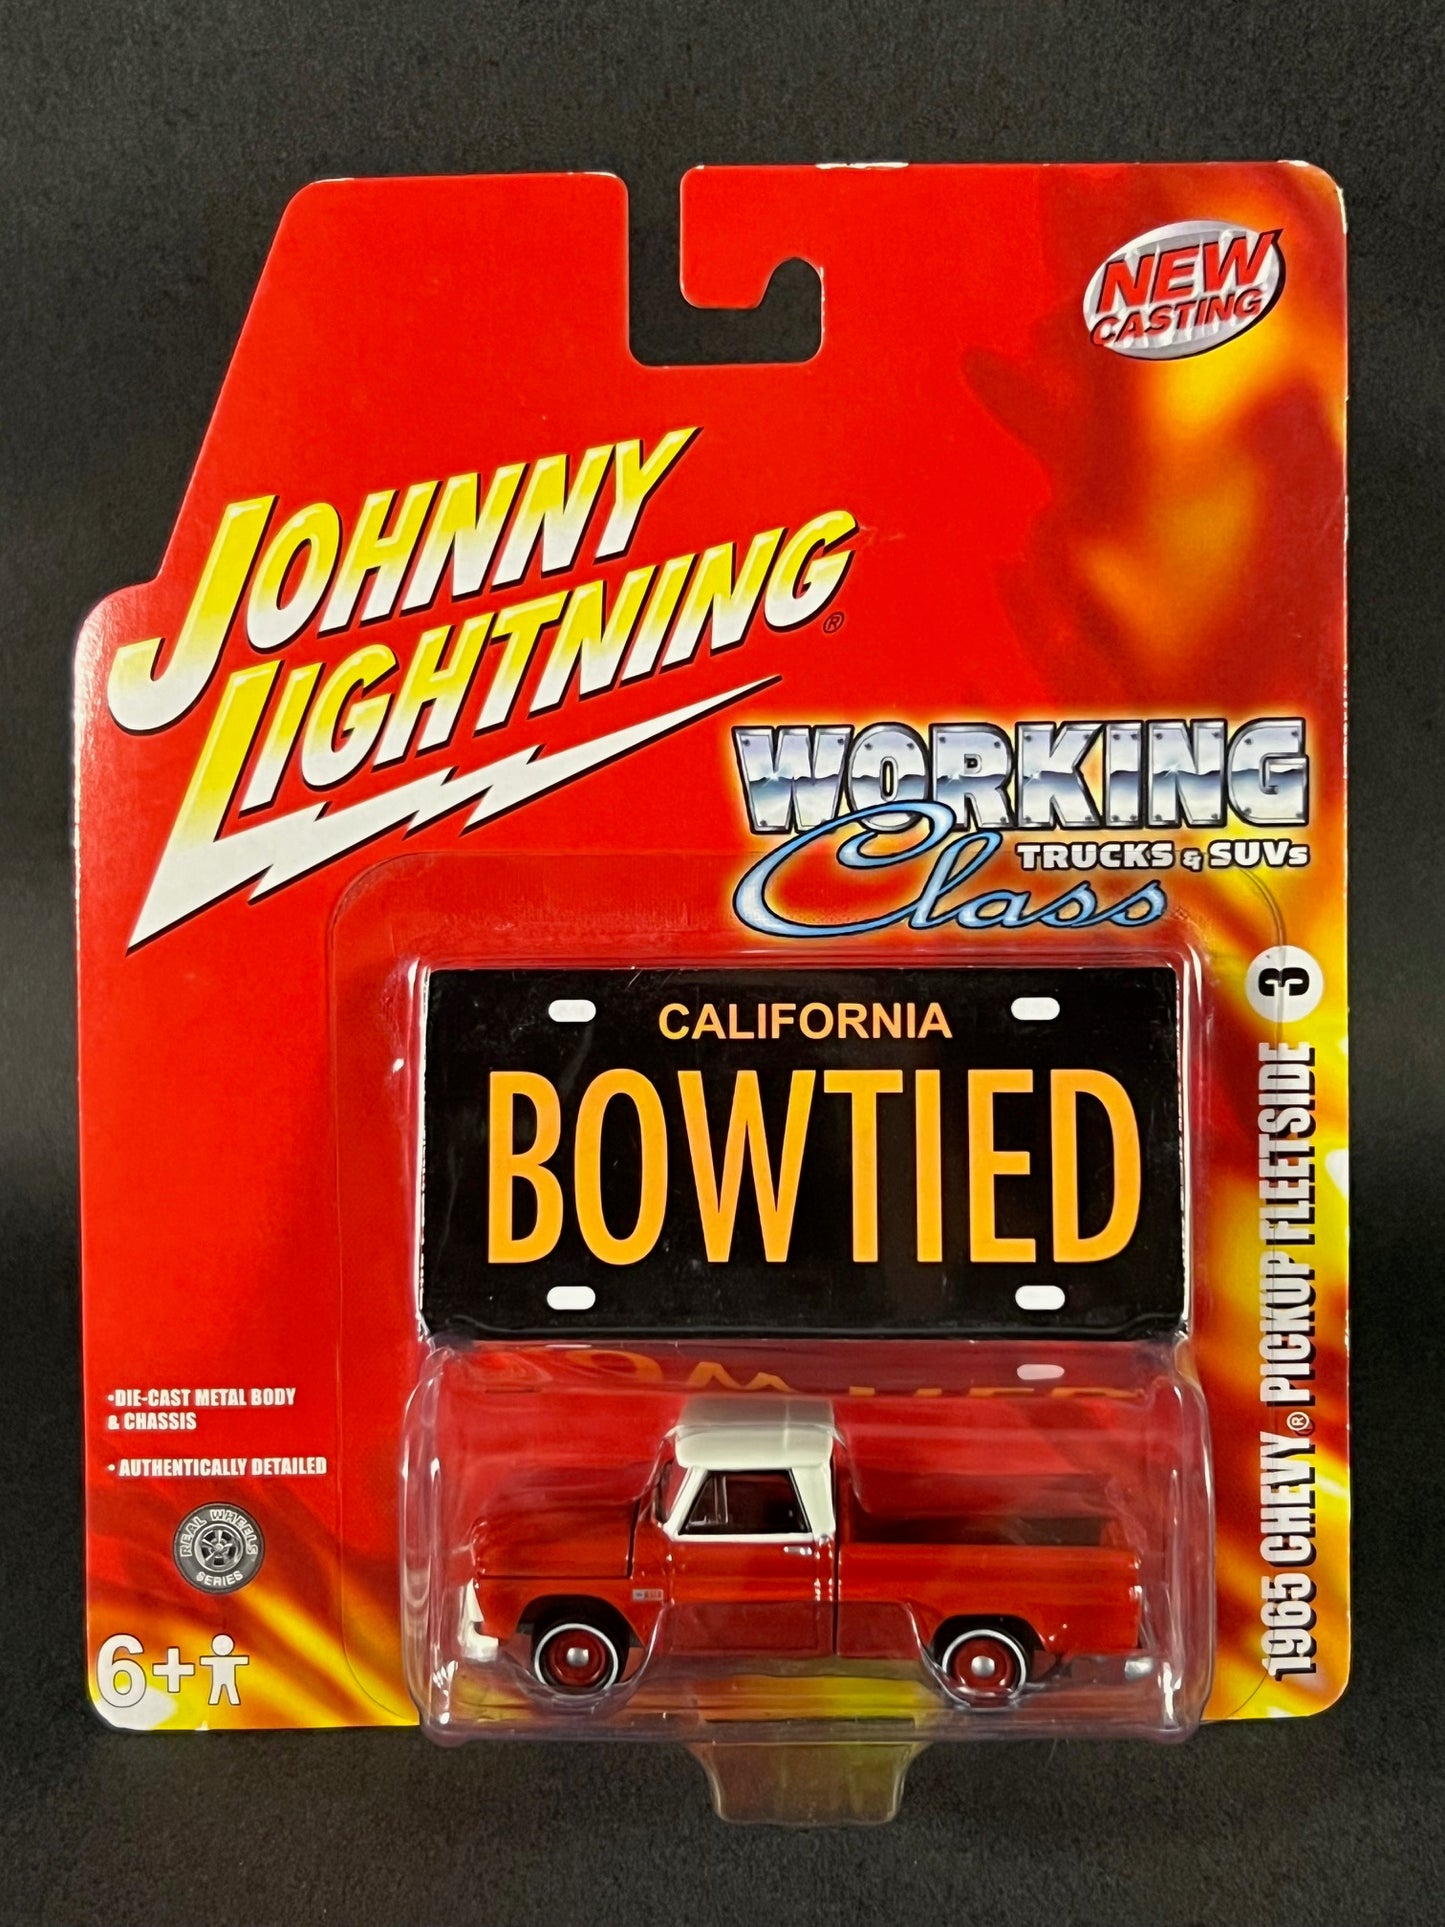 NEW
CASTING
JOHNNY
LIGHTNING®
WORKING
Class
TRUCKS & SUVs
CALIFORNIA
BOWTIED
3
1965 CHEVY® PICKUP FLEETSIDE
•DIE-CAST METAL BODY
& CHASSIS
• AUTHENTICALLY DETAILED
REAL WHEELS
SERIES
6+